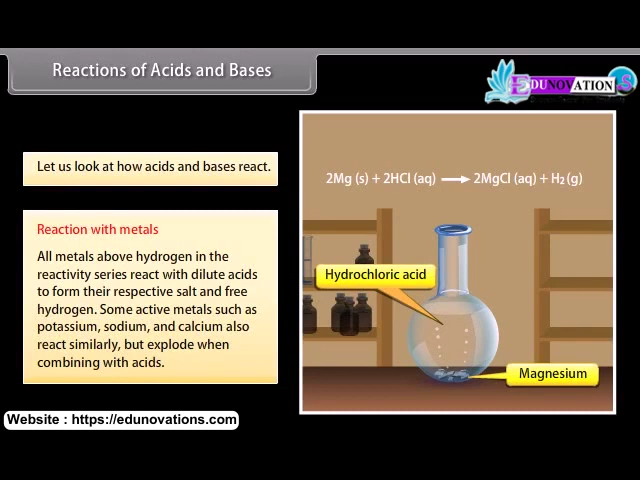 Reactions of Acids and Bases
EDUNOVATIONS
Let us look at how acids and bases react.
2Mg (s) + 2HCl (aq) ⟶ 2MgCl (aq) + H₂ (g)
Reaction with metals
All metals above hydrogen in the
reactivity series react with dilute acids
to form their respective salt and free
hydrogen. Some active metals such as
potassium, sodium, and calcium also
react similarly, but explode when
combining with acids.
Hydrochloric acid
Magnesium
Website : https://edunovations.com